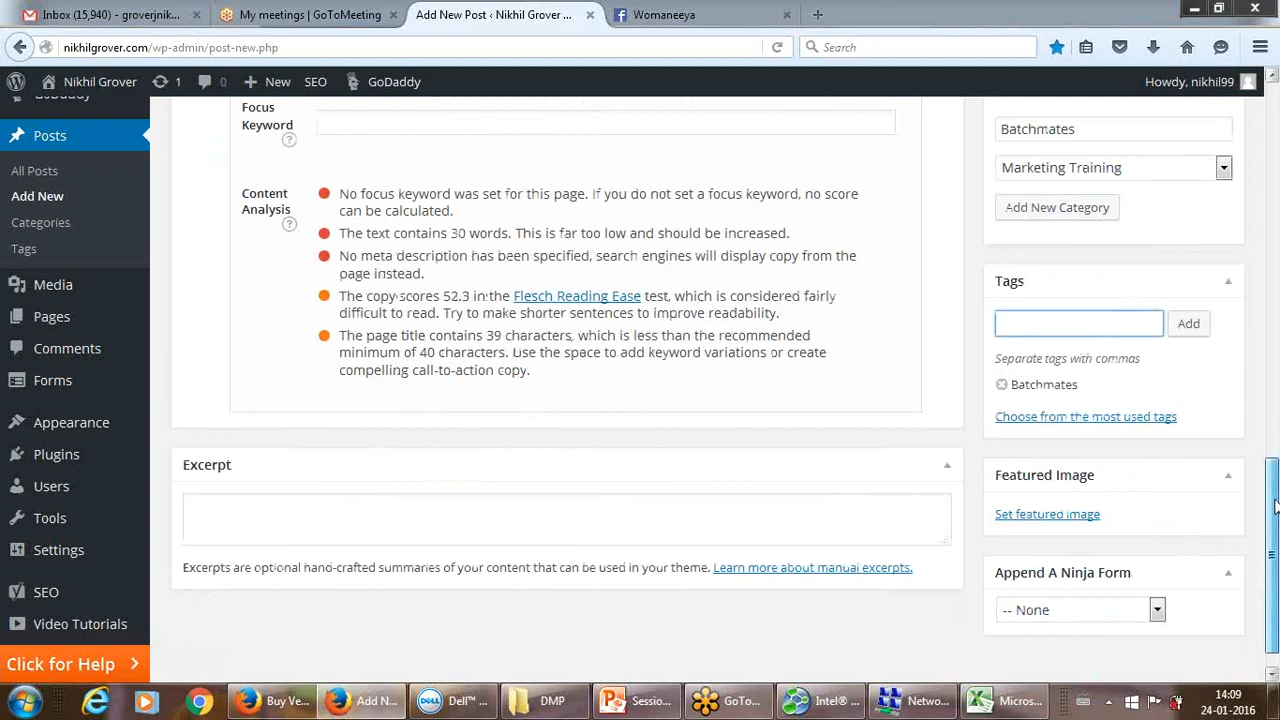 Inbox (15,940) - groverjnik...
My meetings | GoToMeeting
Add New Post ‹ Nikhil Grover ...
Womaneeya
nikhilgrover.com/wp-admin/post-new.php
Search
Nikhil Grover
1
0
New
SEO
GoDaddy
Howdy, nikhil99
GoDaddy
Posts
All Posts
Add New
Categories
Tags
Media
Pages
Comments
Forms
Appearance
Plugins
Users
Tools
Settings
SEO
Video Tutorials
Click for Help
Focus
Keyword
Content
Analysis
No focus keyword was set for this page. If you do not set a focus keyword, no score
can be calculated.
The text contains 30 words. This is far too low and should be increased.
No meta description has been specified, search engines will display copy from the
page instead.
The copy scores 52.3 in the Flesch Reading Ease test, which is considered fairly
difficult to read. Try to make shorter sentences to improve readability.
The page title contains 39 characters, which is less than the recommended
minimum of 40 characters. Use the space to add keyword variations or create
compelling call-to-action copy.
Excerpt
Excerpts are optional hand-crafted summaries of your content that can be used in your theme. Learn more about manual excerpts.
Batchmates
Marketing Training
Add New Category
Tags
Add
Separate tags with commas
Batchmates
Choose from the most used tags
Featured Image
Set featured image
Append A Ninja Form
-- None
Buy Ve...
Add N...
Dell™ ...
DMP
Sessio...
GoTo...
Intel® ...
Netwo...
Micros...
14:09
24-01-2016